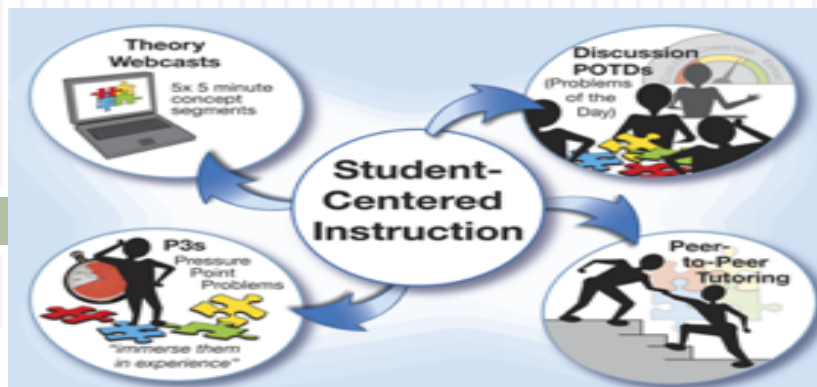 Theory
Webcasts
5x 5 minute
concept
segments
Discussion
POTDs
(Problems
of the
Day)
Student-
Centered
Instruction
P3s
Pressure
Point
Problems
"immerse them
in experience"
Peer-
to-Peer
Tutoring